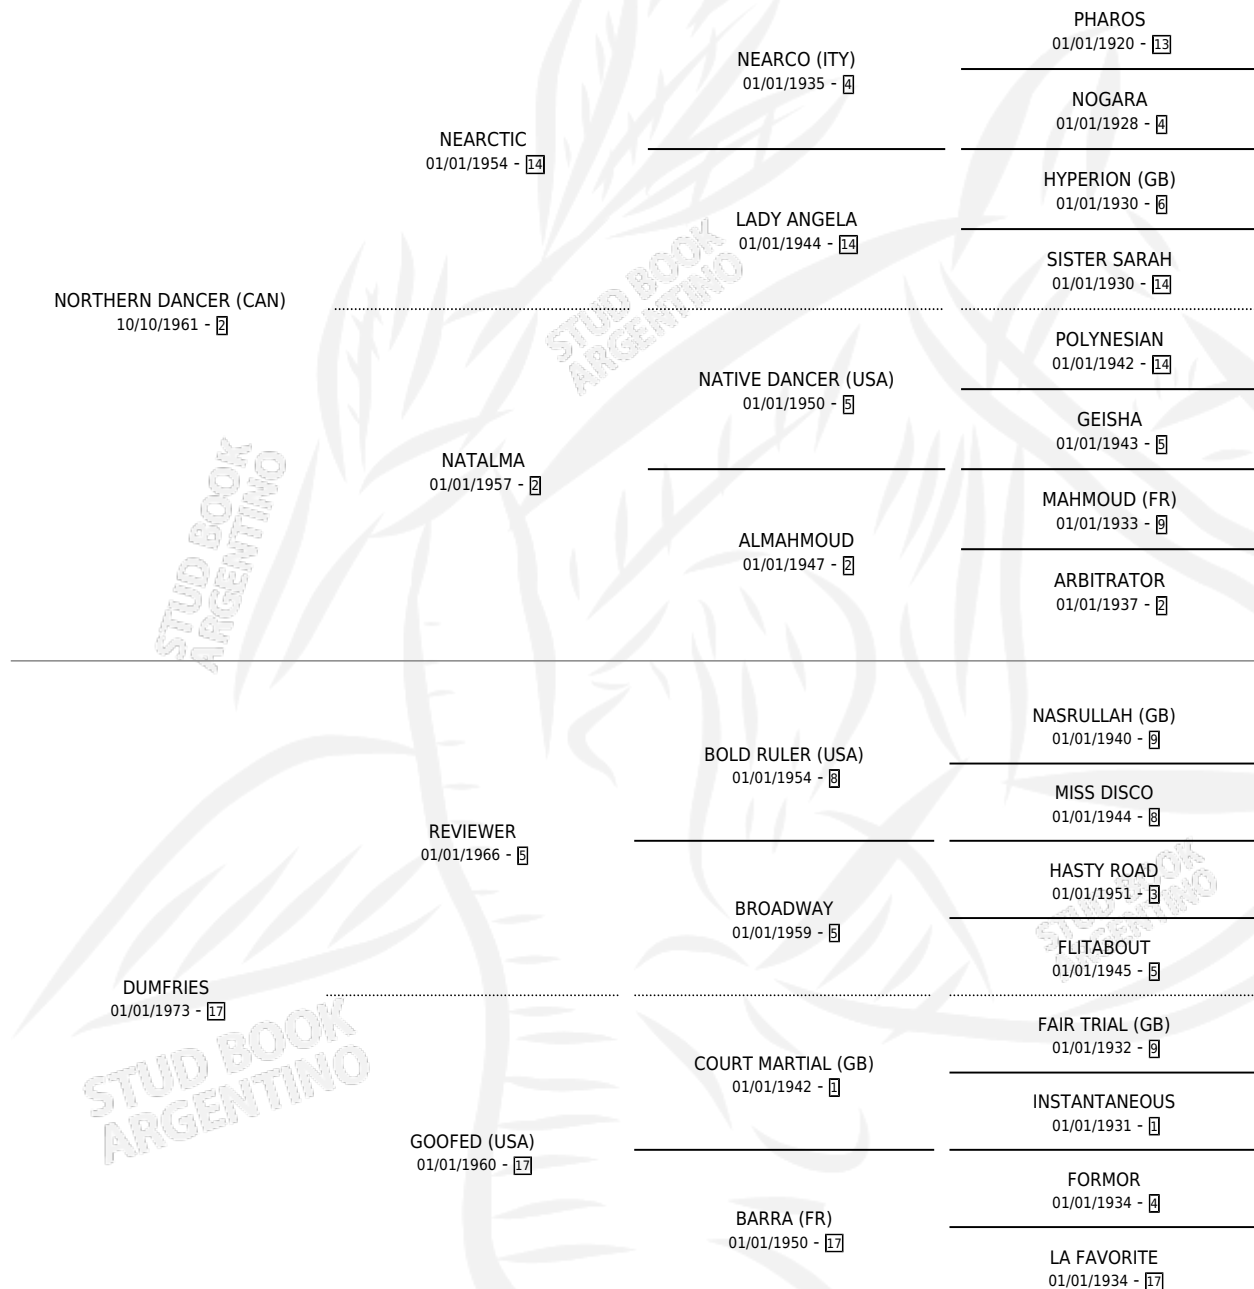 PHAROS
01/01/1920 - 13
NEARCO (ITY)
01/01/1935 - 4
NOGARA
01/01/1928 - 4
NEARCTIC
01/01/1954 - 14
HYPERION (GB)
01/01/1930 - 6
LADY ANGELA
01/01/1944 - 14
SISTER SARAH
01/01/1930 - 14
NORTHERN DANCER (CAN)
10/10/1961 - 2
POLYNESIAN
01/01/1942 - 14
NATIVE DANCER (USA)
01/01/1950 - 5
GEISHA
01/01/1943 - 5
NATALMA
01/01/1957 - 2
MAHMOUD (FR)
01/01/1933 - 9
ALMAHMOUD
01/01/1947 - 2
ARBITRATOR
01/01/1937 - 2
NASRULLAH (GB)
01/01/1940 - 9
BOLD RULER (USA)
01/01/1954 - 8
MISS DISCO
01/01/1944 - 8
REVIEWER
01/01/1966 - 5
HASTY ROAD
01/01/1951 - 3
BROADWAY
01/01/1959 - 5
FLITABOUT
01/01/1945 - 5
DUMFRIES
01/01/1973 - 17
FAIR TRIAL (GB)
01/01/1932 - 9
COURT MARTIAL (GB)
01/01/1942 - 1
INSTANTANEOUS
01/01/1931 - 1
GOOFED (USA)
01/01/1960 - 17
FORMOR
01/01/1934 - 4
BARRA (FR)
01/01/1950 - 17
LA FAVORITE
01/01/1934 - 17
STUD BOOK
ARGENTINO
STUD BOOK
ARGENTINO
STUD BOOK
ARGENTINO
STUD BOOK
ARGENTINO